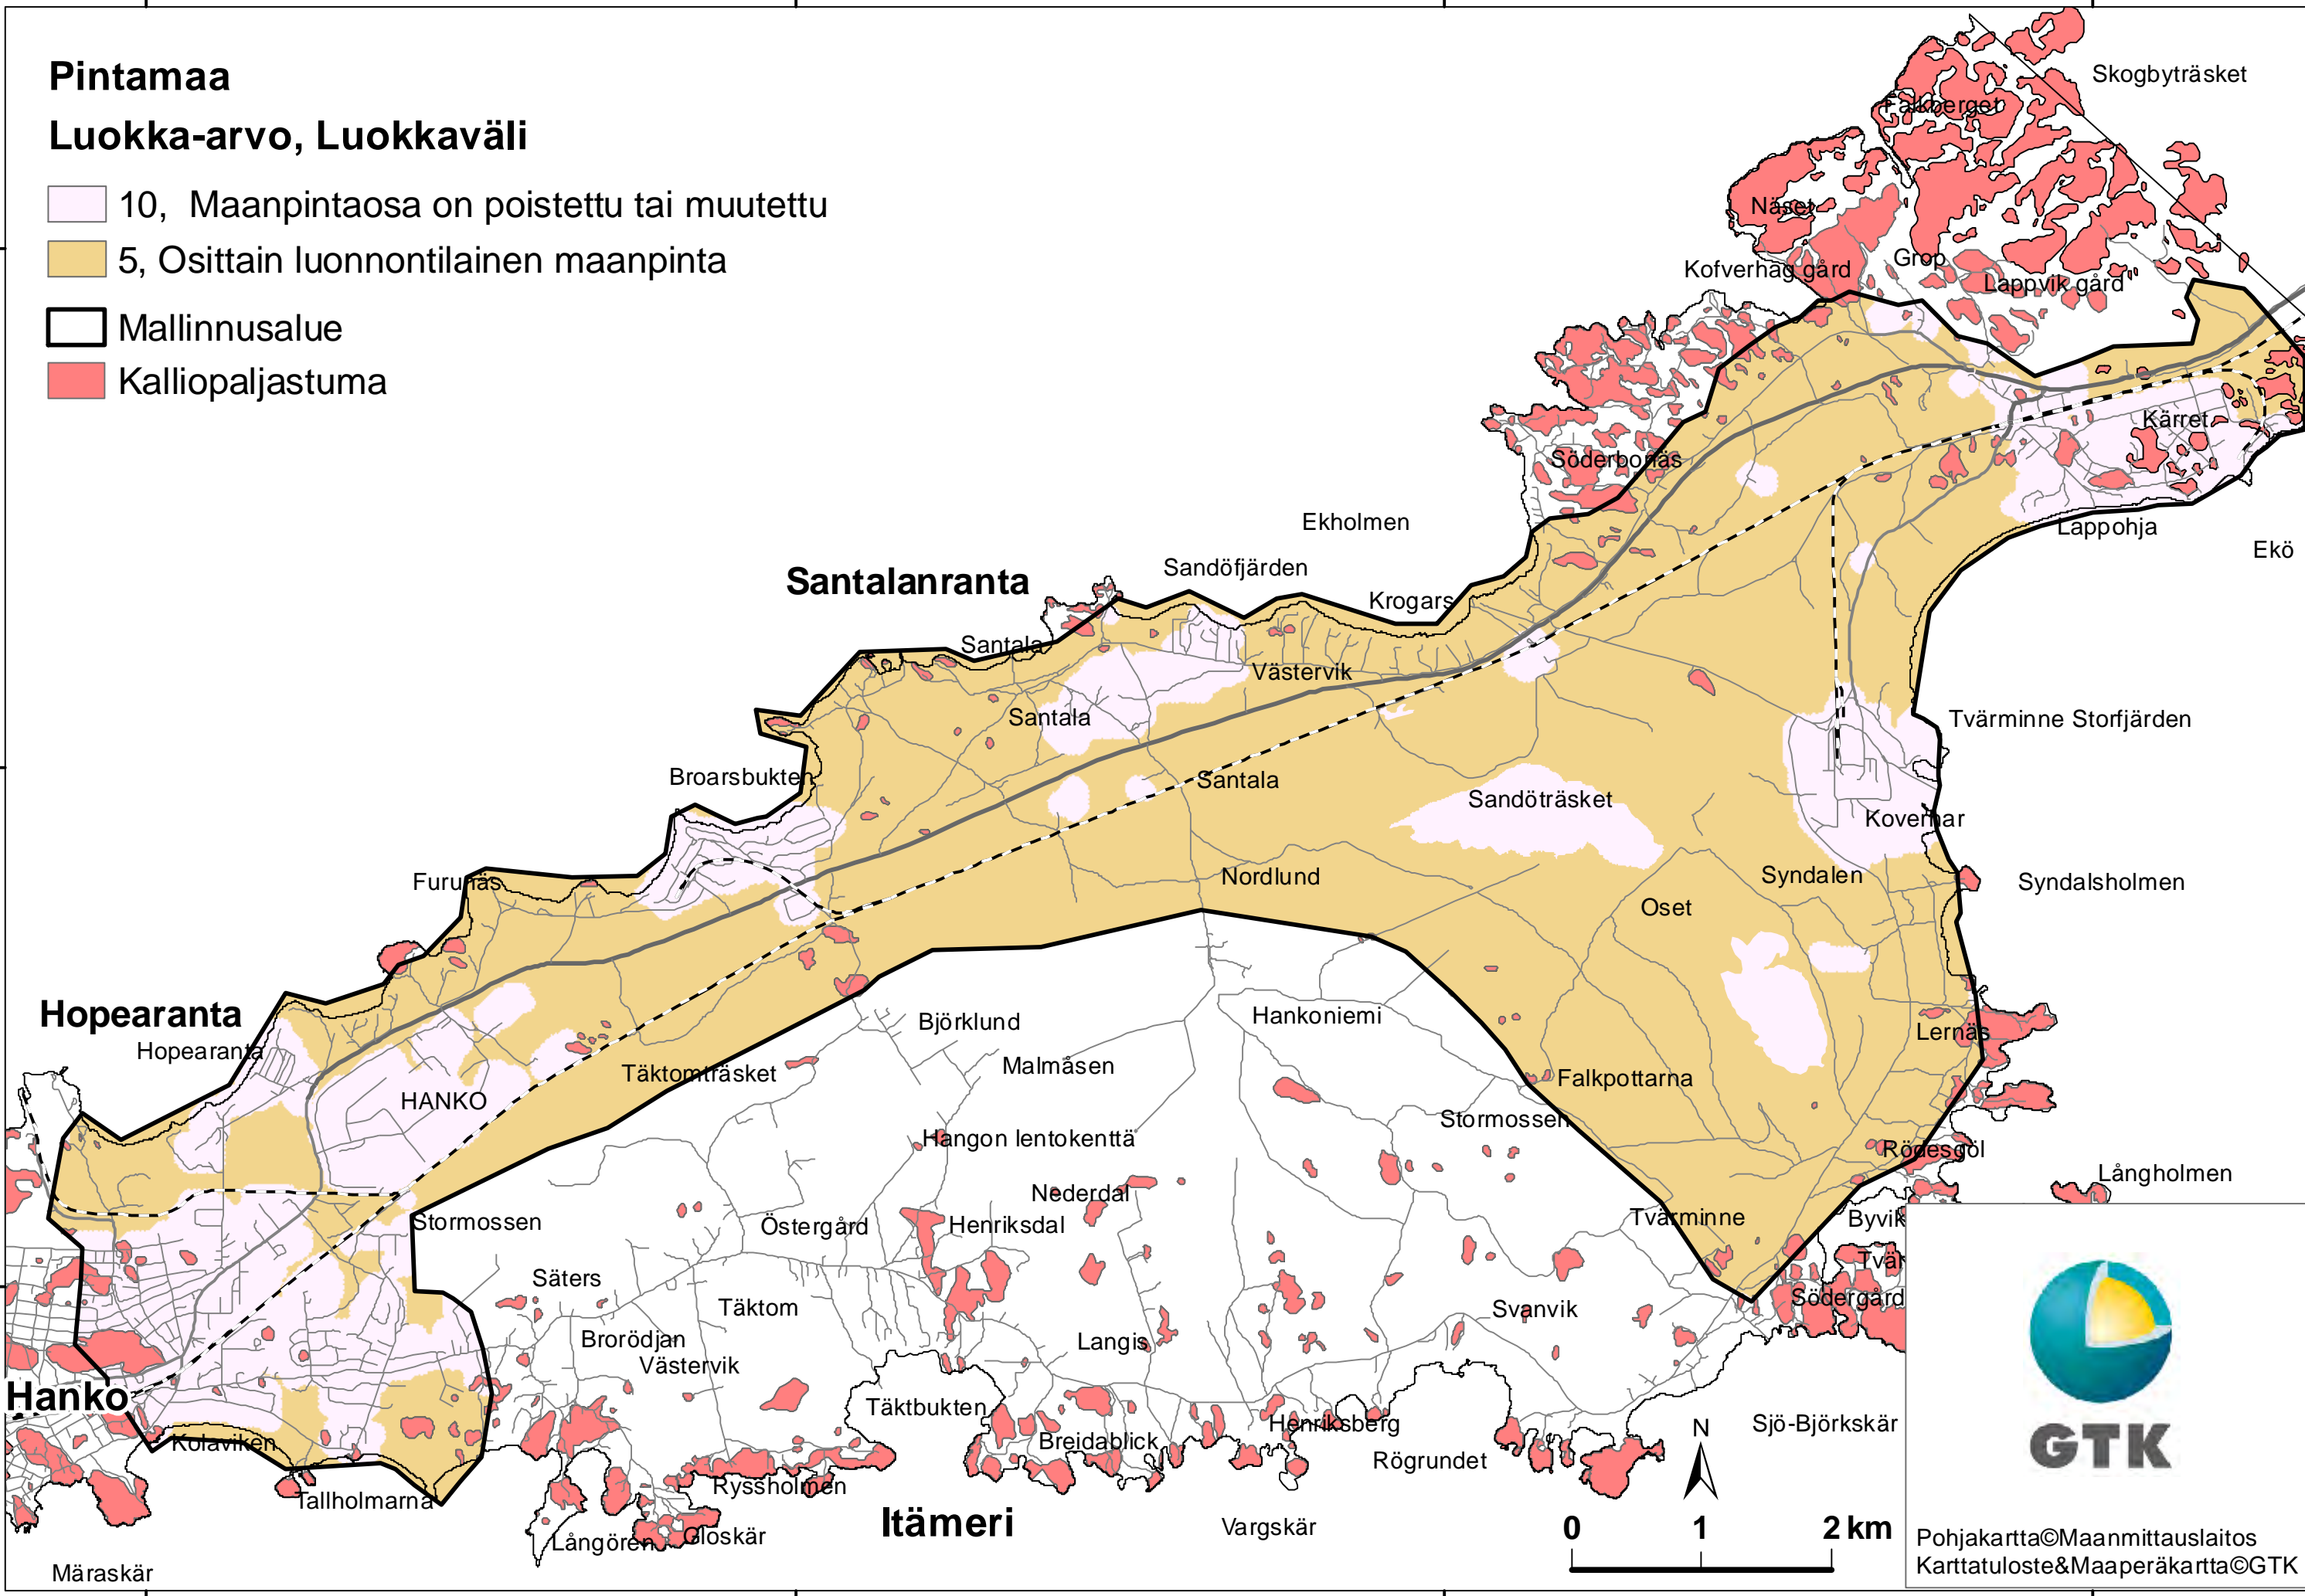 Pintamaa
Luokka-arvo, Luokkaväli
10, Maanpintaosa on poistettu tai muutettu
5, Osittain luonnontilainen maanpinta
Mallinnusalue
Kalliopaljastuma
Skogbyträsket
Falkberget
Näset
Kofverhag gård
Grop
Lappvik gård
Kärret
Söderbonäs
Lappohja
Ekö
Ekholmen
Sandöfjärden
Santalanranta
Krogars
Santala
Västervik
Santala
Tvärminne Storfjärden
Broarsbukten
Santala
Sandöträsket
Koverhar
Furunäs
Nordlund
Syndalen
Syndalsholmen
Oset
Hopearanta
Hopearanta
Björklund
Hankoniemi
Lernäs
Malmåsen
Täktomträsket
Falkpottarna
HANKO
Stormossen
Hangon lentokenttä
Rödesgöl
Långholmen
Nederdal
Stormossen
Östergård
Henriksdal
Tvärminne
Byvik
Tvär
Säters
Täktom
Svanvik
Södergård
Brorödjan
Langis
Västervik
Hanko
Täktbukten
Henriksberg
N
Sjö-Björkskär
Kolaviken
Breidablick
Rögrundet
GTK
Ryssholmen
Tallholmarna
Itämeri
Vargskär
0 1 2 km
Långören
Gloskär
Pohjakartta©Maanmittauslaitos
Karttatuloste&Maaperäkartta©GTK
Märaskär